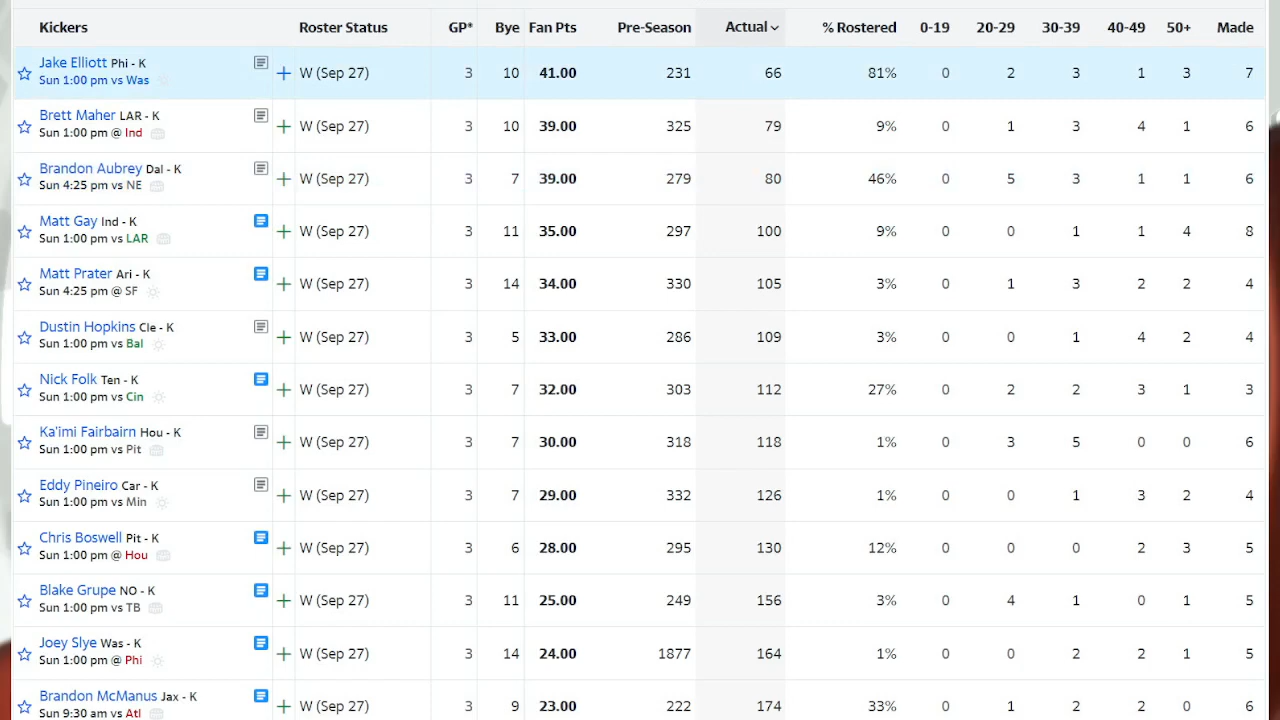 Kickers Roster Status GP* Bye Fan Pts Pre-Season Actual % Rostered 0-19 20-29 30-39 40-49 50+ Made
Jake Elliott Phi - K W (Sep 27) 3 10 41.00 231 66 81% 0 2 3 1 3 7
Sun 1:00 pm vs Was
Brett Maher LAR - K W (Sep 27) 3 10 39.00 325 79 9% 0 1 3 4 1 6
Sun 1:00 pm @ Ind
Brandon Aubrey Dal - K W (Sep 27) 3 7 39.00 279 80 46% 0 5 3 1 1 6
Sun 4:25 pm vs NE
Matt Gay Ind - K W (Sep 27) 3 11 35.00 297 100 9% 0 0 1 1 4 8
Sun 1:00 pm vs LAR
Matt Prater Ari - K W (Sep 27) 3 14 34.00 330 105 3% 0 1 3 2 2 4
Sun 4:25 pm @ SF
Dustin Hopkins Cle - K W (Sep 27) 3 5 33.00 286 109 3% 0 0 1 4 2 4
Sun 1:00 pm vs Bal
Nick Folk Ten - K W (Sep 27) 3 7 32.00 303 112 27% 0 2 2 3 1 3
Sun 1:00 pm vs Cin
Ka'imi Fairbairn Hou - K W (Sep 27) 3 7 30.00 318 118 1% 0 3 5 0 0 6
Sun 1:00 pm vs Pit
Eddy Pineiro Car - K W (Sep 27) 3 7 29.00 332 126 1% 0 0 1 3 2 4
Sun 1:00 pm vs Min
Chris Boswell Pit - K W (Sep 27) 3 6 28.00 295 130 12% 0 0 0 2 3 5
Sun 1:00 pm @ Hou
Blake Grupe NO - K W (Sep 27) 3 11 25.00 249 156 3% 0 4 1 0 1 5
Sun 1:00 pm vs TB
Joey Slye Was - K W (Sep 27) 3 14 24.00 1877 164 1% 0 0 2 2 1 5
Sun 1:00 pm @ Phi
Brandon McManus Jax - K W (Sep 27) 3 9 23.00 222 174 33% 0 1 2 2 0 6
Sun 9:30 am vs Atl